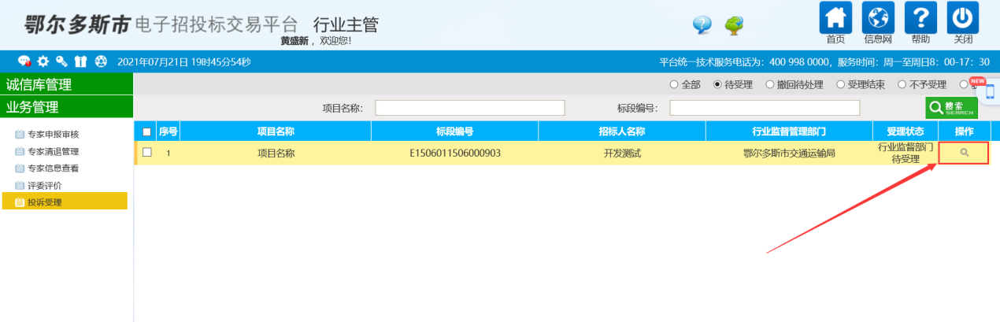 鄂尔多斯市 电子招投标交易平台 行业主管
黄盛新，欢迎您!
首页 信息网 帮助 关闭
2021年07月21日 19时45分54秒 平台统一技术服务电话为：400 998 0000，服务时间：周一至周日8：00-17：30
诚信库管理
全部 待受理 撤回待处理 受理结束 不予受理 NEW
业务管理
项目名称： 标段编号： 搜索 SEARCH
序号 项目名称 标段编号 招标人名称 行业监督管理部门 受理状态 操作
1 项目名称 E1506011506000903 开发测试 鄂尔多斯市交通运输局 行业监督部门
待受理
专家申报审核
专家清退管理
专家信息查看
评委评价
投诉受理